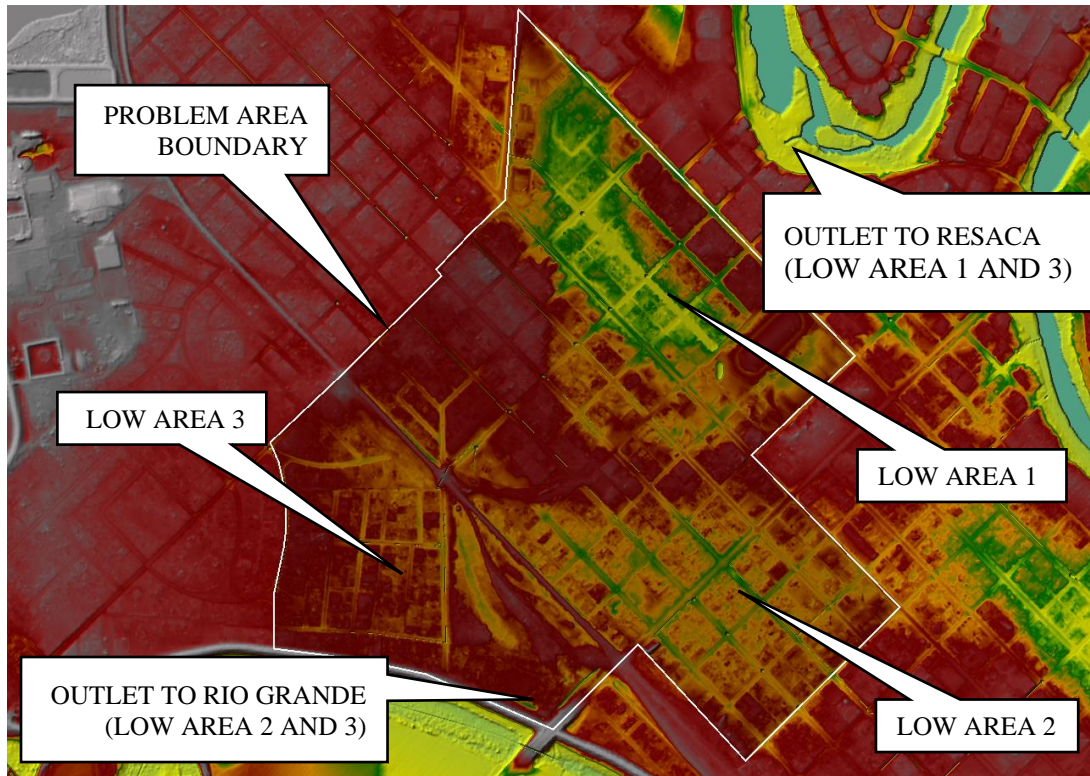 PROBLEM AREA
BOUNDARY
OUTLET TO RESACA
(LOW AREA 1 AND 3)
LOW AREA 3
LOW AREA 1
OUTLET TO RIO GRANDE
(LOW AREA 2 AND 3)
LOW AREA 2